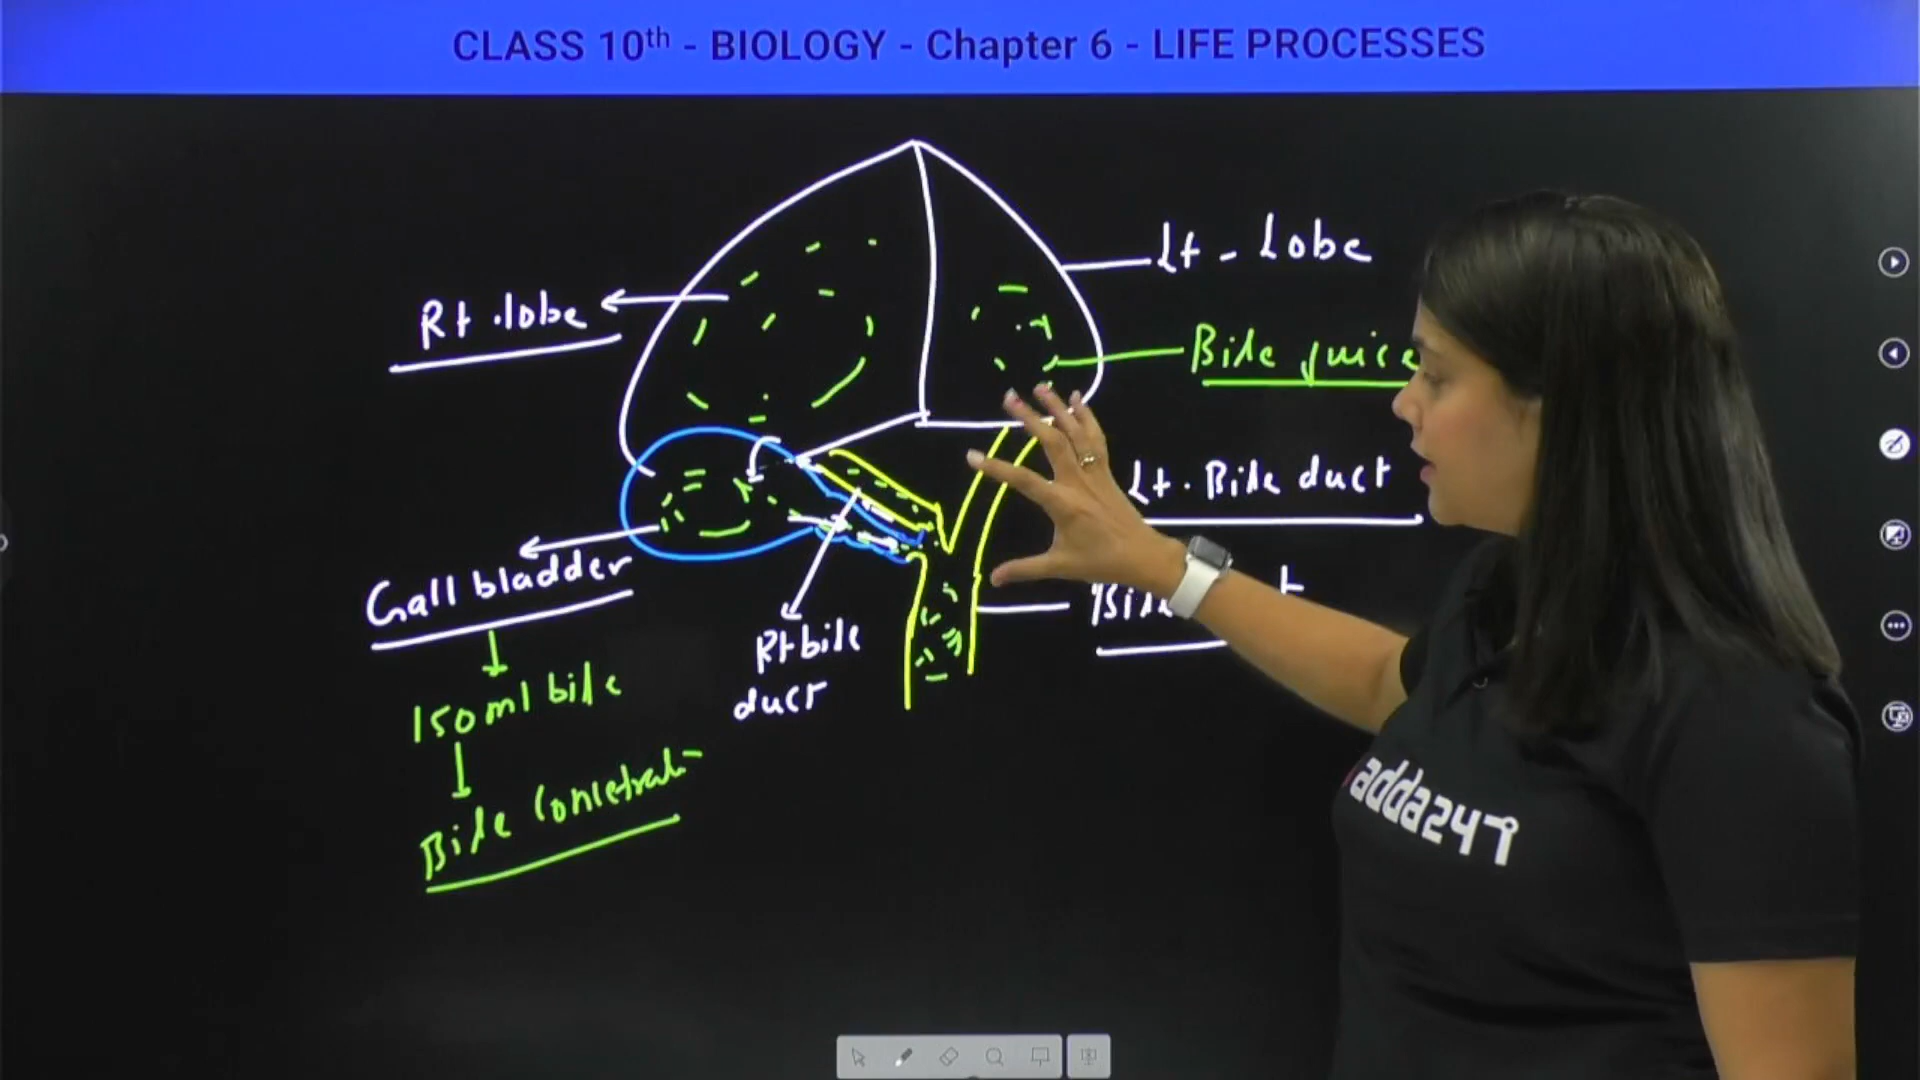 CLASS 10th - BIOLOGY - Chapter 6 - LIFE PROCESSES
Lt - Lobe
Rt. lobe
Bile juice
Lt. Bile duct
Gall bladder
Bile
Rt bile
duct
150ml bile
Bile
adda247